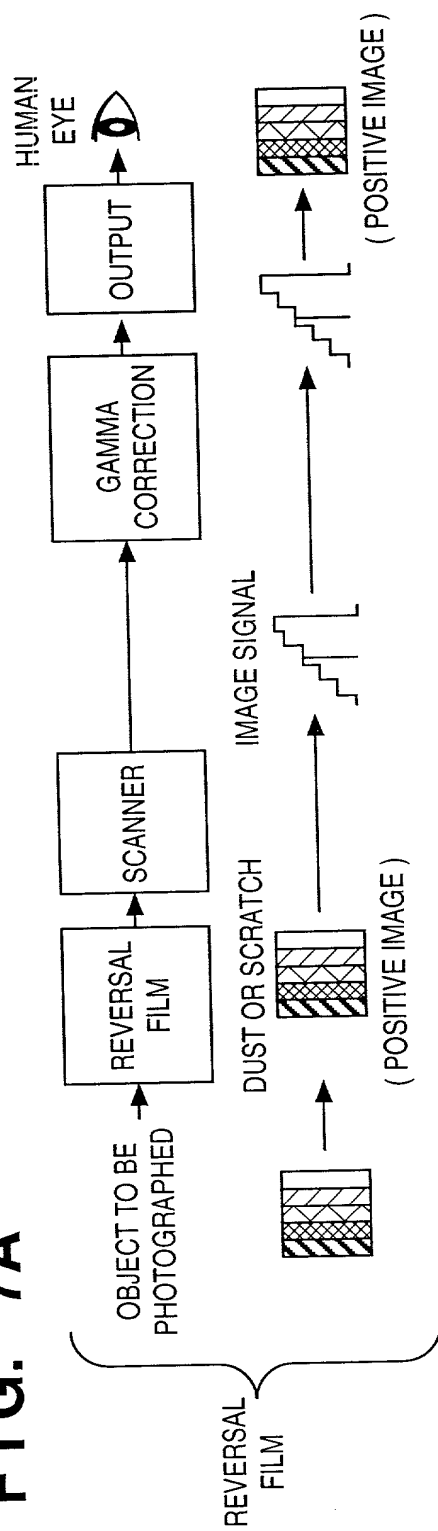 FIG. 7A
REVERSAL
FILM
OBJECT TO BE
PHOTOGRAPHED
REVERSAL
FILM
SCANNER
GAMMA
CORRECTION
OUTPUT
HUMAN
EYE
DUST OR SCRATCH
( POSITIVE IMAGE )
IMAGE SIGNAL
( POSITIVE IMAGE )